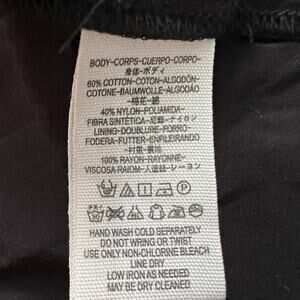 BODY-CORPS-CUERPO-CORPO-
身体-ボディ
60% COTTON-COTON-ALGODÓN-
COTONE-BAUMWOLLE-ALGODÃO
-棉花-綿
40% NYLON-POLIAMIDA-
FIBRA SINTÉTICA-尼龍-ナイロン
LINING-DOUBLURE-FORRO-
FODERA-FUTTER-ENFILEIRANDO
-衬里-裏地
100% RAYON-RAYONNE-
VISCOSA-RAIOM-人造絲-レーヨン
HAND WASH COLD SEPARATELY
DO NOT WRING OR TWIST
USE ONLY NON-CHLORINE BLEACH
LINE DRY
LOW IRON AS NEEDED
MAY BE DRY CLEANED